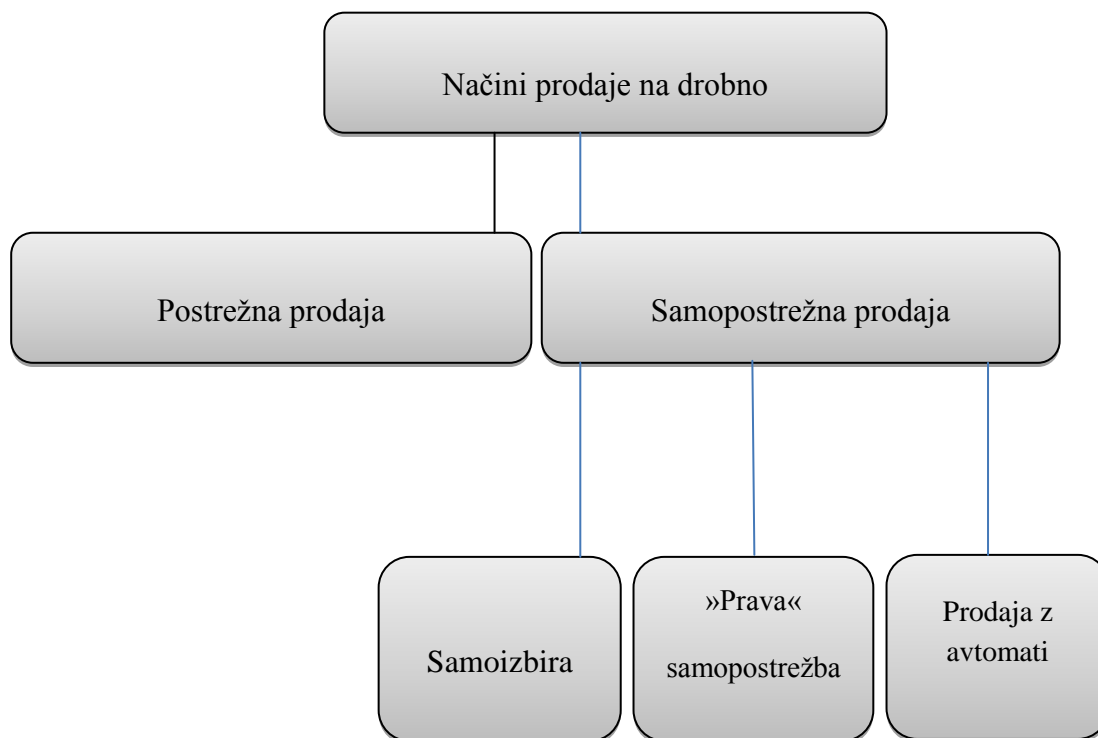 Načini prodaje na drobno
Postrežna prodaja
Samopostrežna prodaja
Samoizbira
»Prava«
samopostrežba
Prodaja z
avtomati